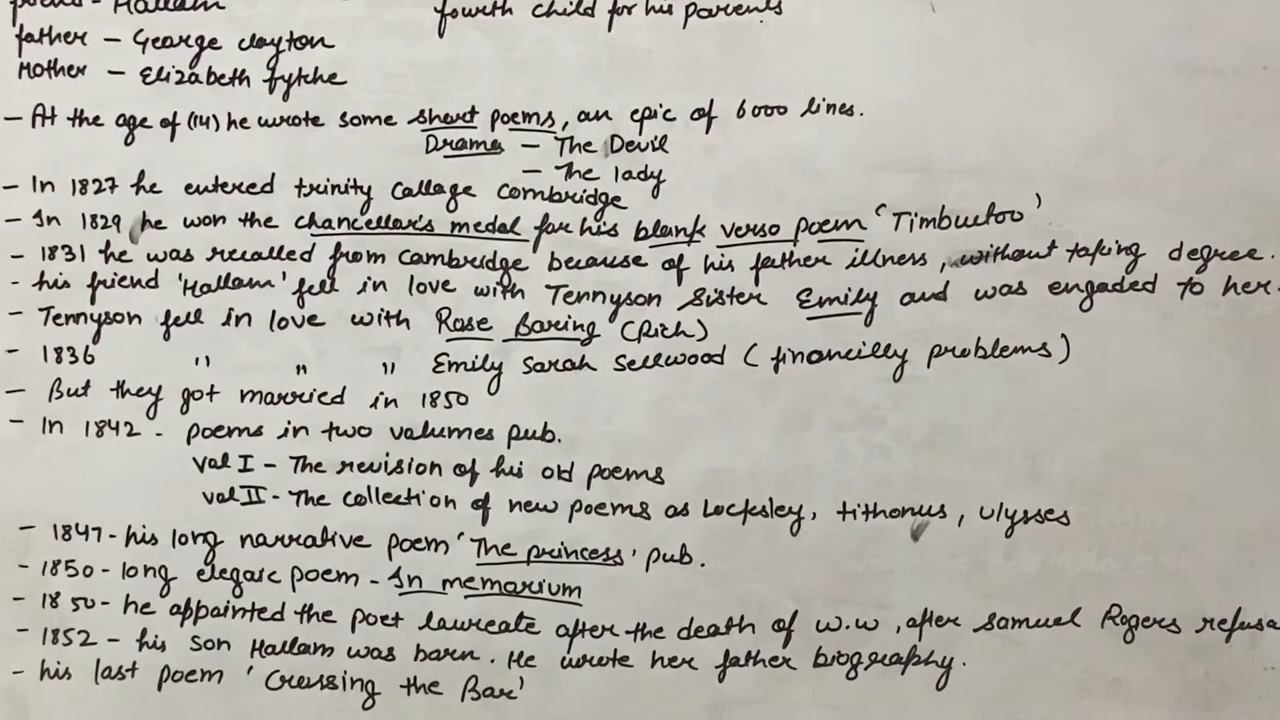 poems - Hallam fourth child for his parents
father - George clayton
Mother - Elizabeth fytche
- At the age of (14) he wrote some short poems, an epic of 6000 lines.
Drama - The Devil
- The lady
- In 1827 he entered trinity callage combridge
- In 1829 he won the chancellor's medal for his blank verso poem 'Timbuctoo'
- 1831 he was recalled from cambridge because of his father illness, without taking degree.
- his friend 'Hallam' fell in love with Tennyson sister Emily and was engaded to her.
- Tennyson fell in love with Rose Baring (Rich)
- 1836 " " " Emily Sarah Sellwood (financilly problems)
- But they got married in 1850
- In 1842 - poems in two valumes pub.
val I - The revision of his old poems
val II - The collection of new poems as Locksley, tithonus, Ulysses
- 1847 - his long narrative poem 'The princess' pub.
- 1850 - long elegaic poem - In memarium
- 1850 - he appainted the poet laureate after the death of w.w, after Samuel Rogers refusa
- 1852 - his son Hallam was barn. He wrote her father biography.
- his last poem 'Crossing the Bar'